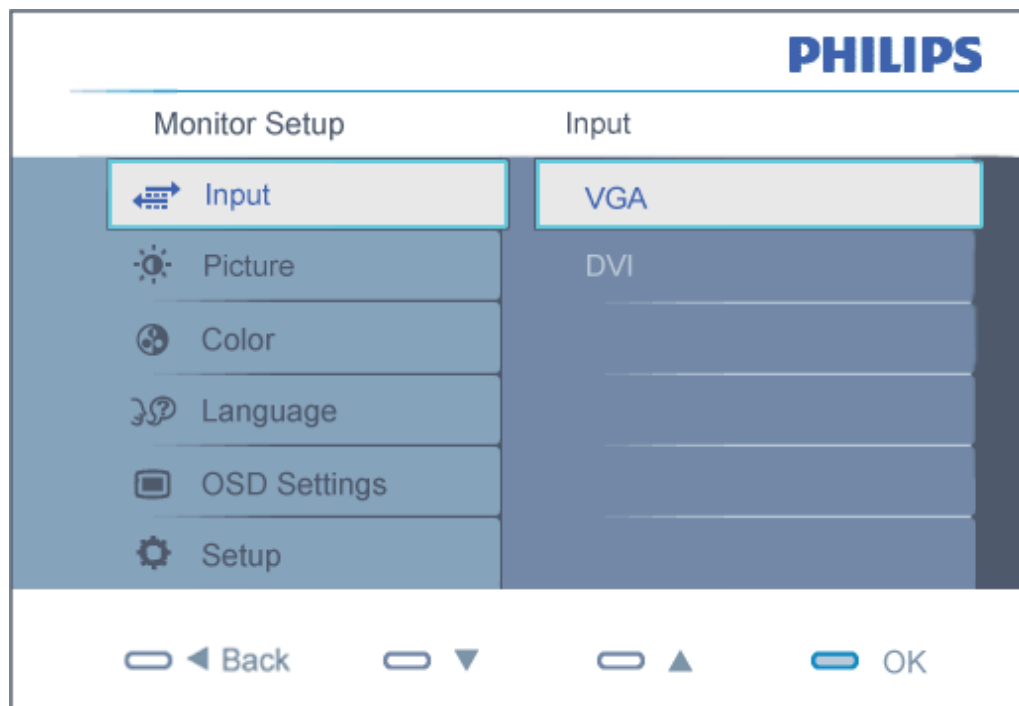 PHILIPS
Monitor Setup Input
Input VGA
Picture DVI
Color
Language
OSD Settings
Setup
Back OK